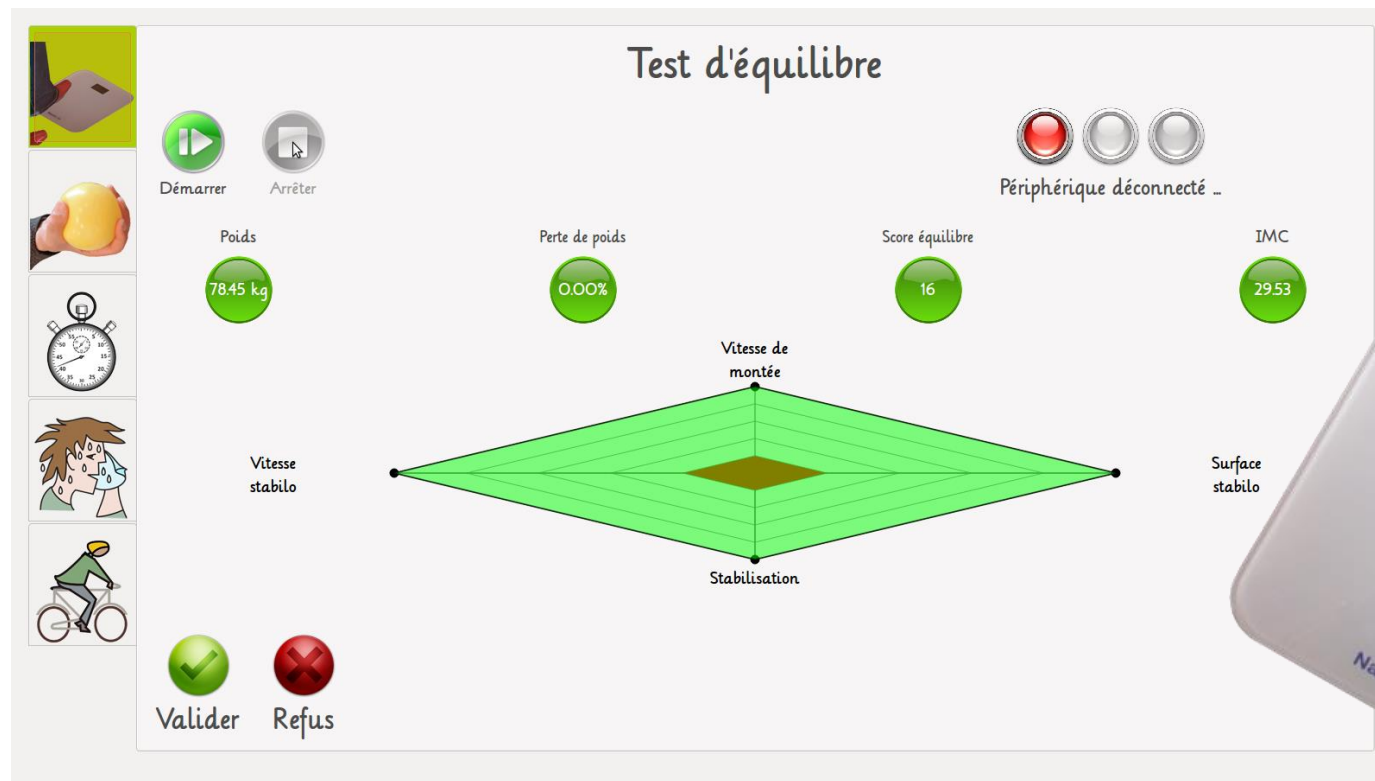 Test d'équilibre
Démarrer
Arrêter
Périphérique déconnecté ...
Poids
Perte de poids
Score équilibre
IMC
78.45 kg
0.00%
16
29.53
Vitesse de
montée
Vitesse
stabilo
Surface
stabilo
Stabilisation
Valider
Refus
Na